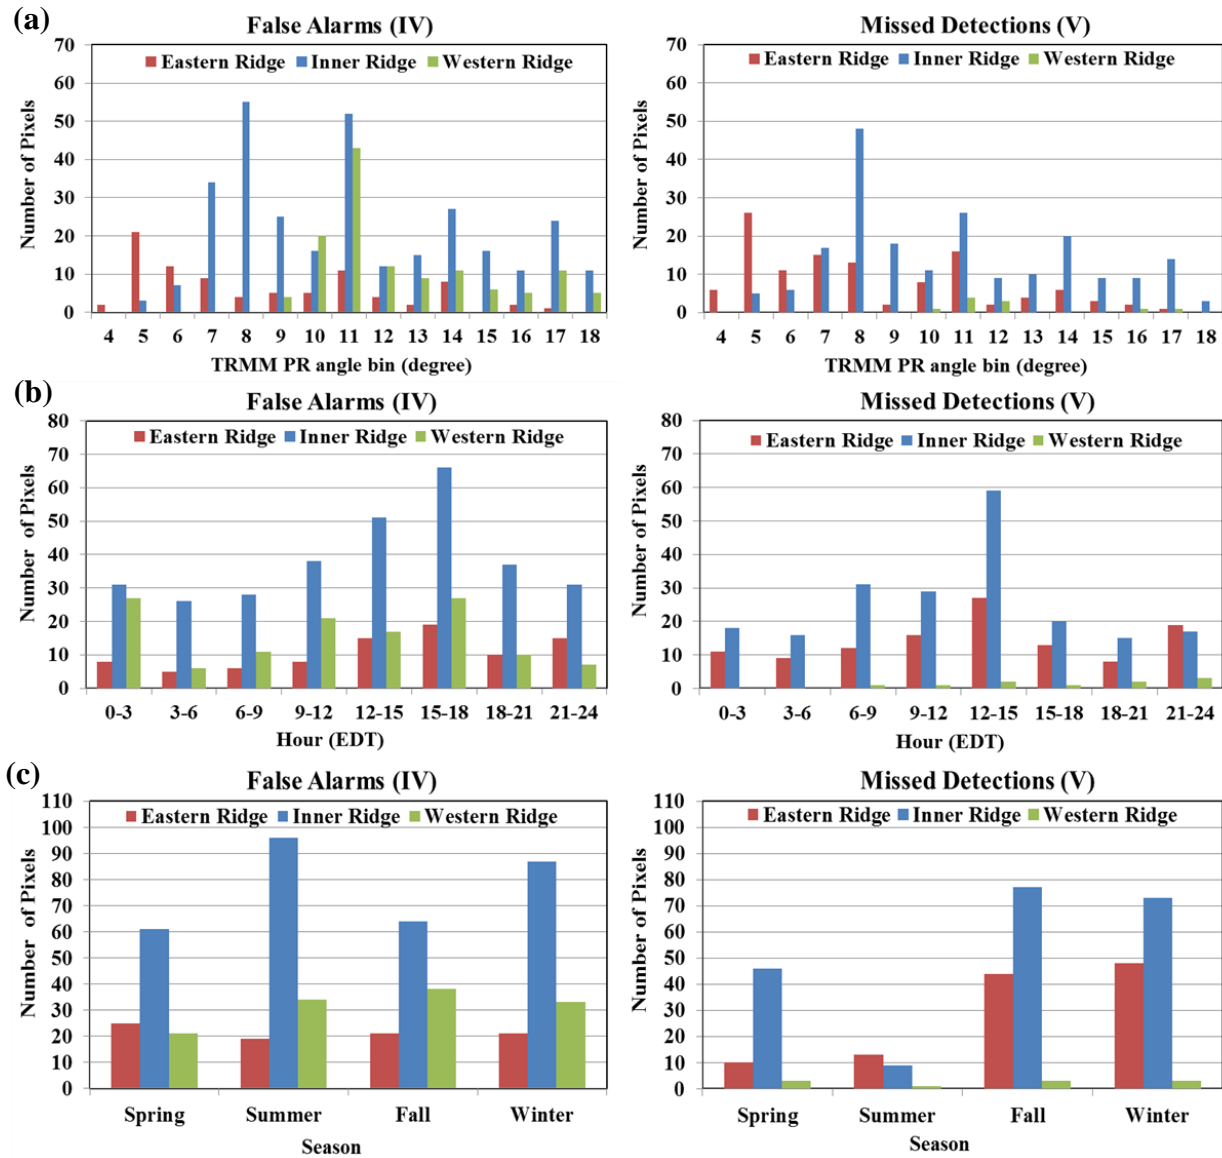 (a)
False Alarms (IV)
Eastern Ridge Inner Ridge Western Ridge
70
60
50
40
30
20
10
0
Number of Pixels
4 5 6 7 8 9 10 11 12 13 14 15 16 17 18
TRMM PR angle bin (degree)
Missed Detections (V)
Eastern Ridge Inner Ridge Western Ridge
70
60
50
40
30
20
10
0
Number of Pixels
4 5 6 7 8 9 10 11 12 13 14 15 16 17 18
TRMM PR angle bin (degree)
(b)
False Alarms (IV)
Eastern Ridge Inner Ridge Western Ridge
80
70
60
50
40
30
20
10
0
Number of Pixels
0-3 3-6 6-9 9-12 12-15 15-18 18-21 21-24
Hour (EDT)
Missed Detections (V)
Eastern Ridge Inner Ridge Western Ridge
80
70
60
50
40
30
20
10
0
Number of Pixels
0-3 3-6 6-9 9-12 12-15 15-18 18-21 21-24
Hour (EDT)
(c)
False Alarms (IV)
Eastern Ridge Inner Ridge Western Ridge
110
100
90
80
70
60
50
40
30
20
10
0
Number of Pixels
Spring Summer Fall Winter
Season
Missed Detections (V)
Eastern Ridge Inner Ridge Western Ridge
110
100
90
80
70
60
50
40
30
20
10
0
Number of Pixels
Spring Summer Fall Winter
Season